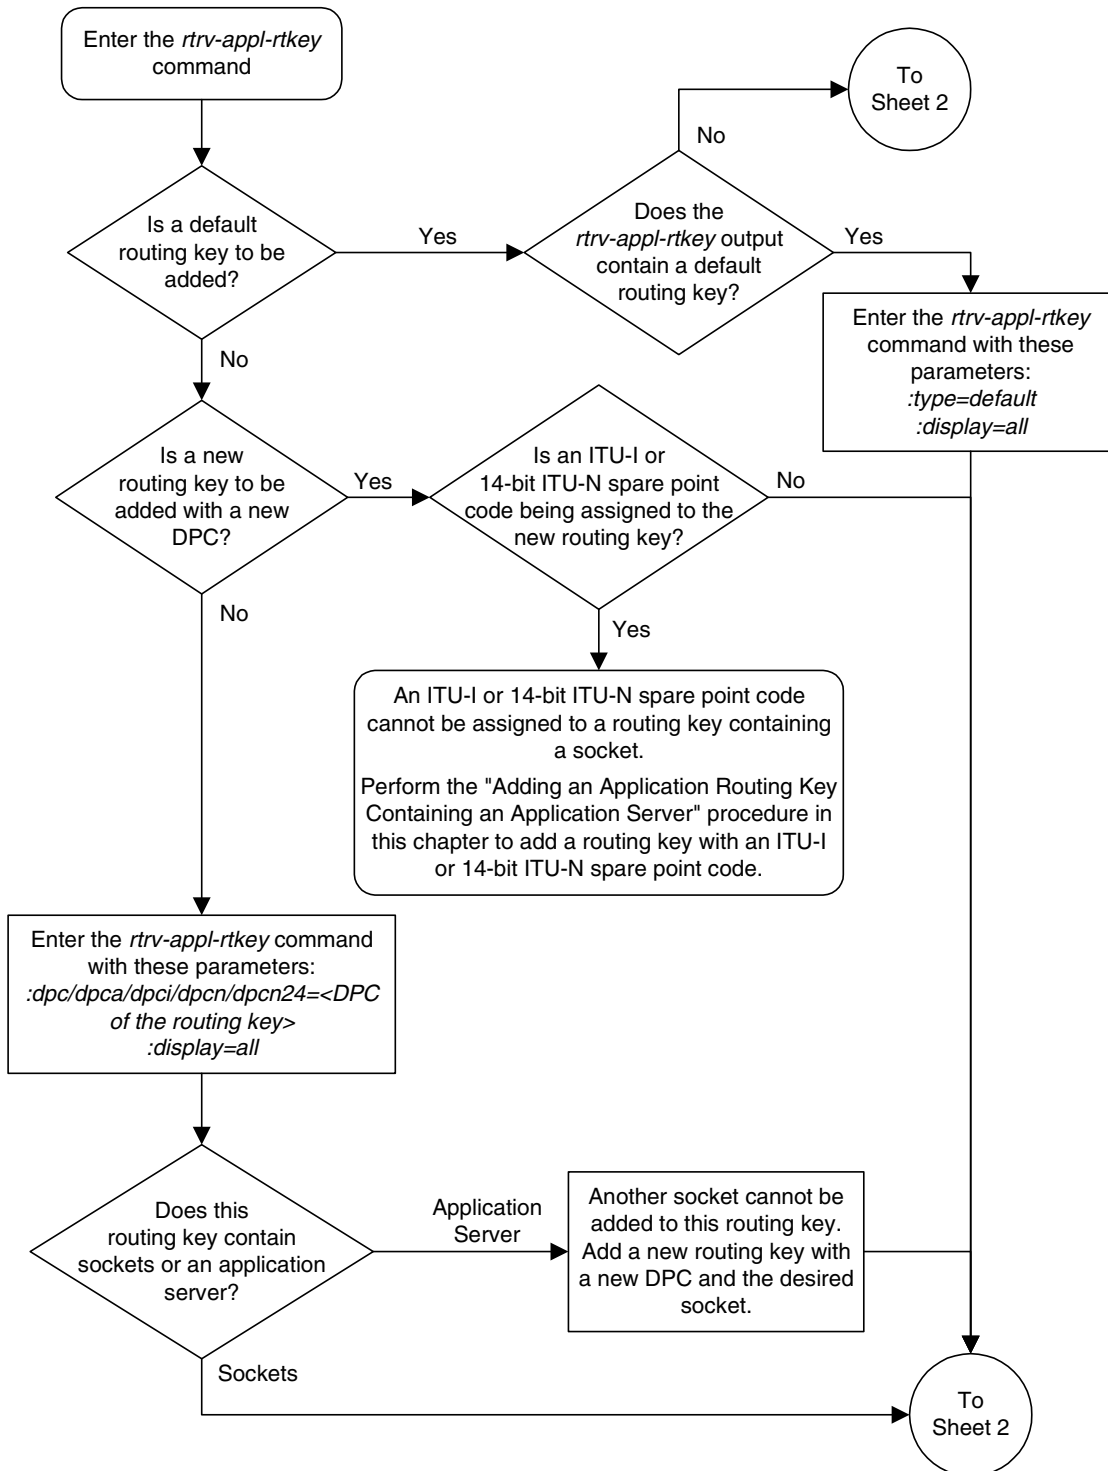 Enter the rtrv-appl-rtkey
command
To
Sheet 2
No
Is a default
routing key to be
added?
Yes
Does the
rtrv-appl-rtkey output
contain a default
routing key?
Yes
Enter the rtrv-appl-rtkey
command with these
parameters:
:type=default
:display=all
No
Is a new
routing key to be
added with a new
DPC?
Yes
Is an ITU-I or
14-bit ITU-N spare point
code being assigned to the
new routing key?
No
No
Yes
An ITU-I or 14-bit ITU-N spare point code
cannot be assigned to a routing key containing
a socket.
Perform the "Adding an Application Routing Key
Containing an Application Server" procedure in
this chapter to add a routing key with an ITU-I
or 14-bit ITU-N spare point code.
Enter the rtrv-appl-rtkey command
with these parameters:
:dpc/dpca/dpci/dpcn/dpcn24=<DPC
of the routing key>
:display=all
Does this
routing key contain
sockets or an application
server?
Application
Server
Another socket cannot be
added to this routing key.
Add a new routing key with
a new DPC and the desired
socket.
Sockets
To
Sheet 2